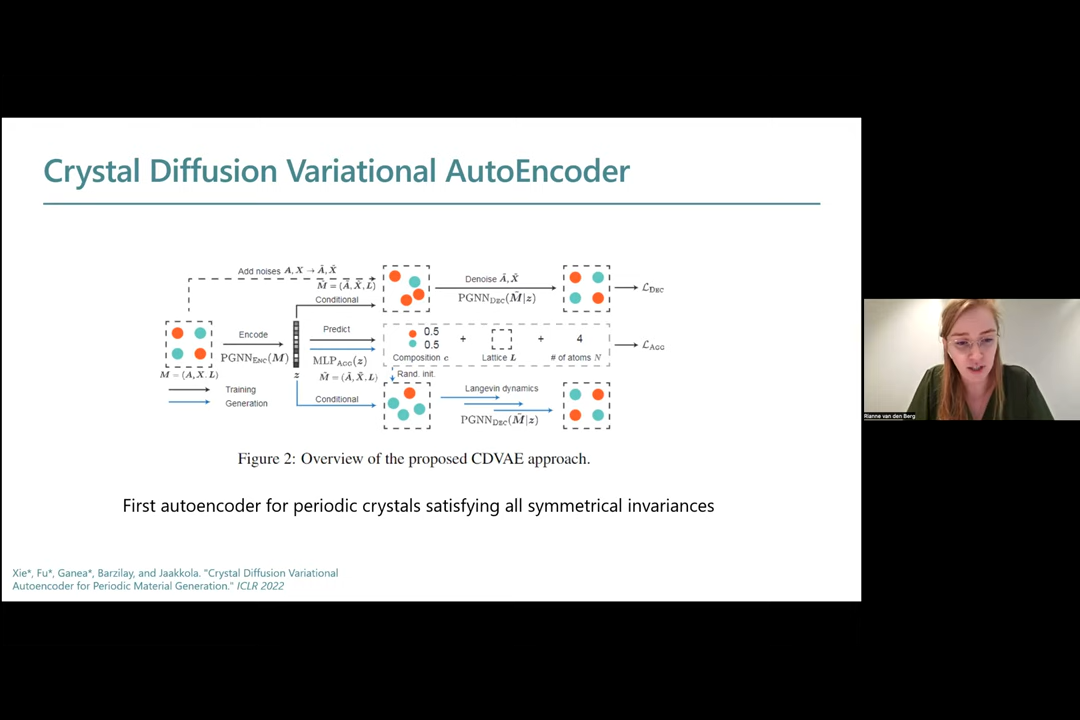 Crystal Diffusion Variational AutoEncoder
Add noises A, X → Ã, X̃
M̃ = (Ã, X̃, L)
Conditional
Denoise Ã, X̃
PGNN_DEC(M̃|z)
ℒ_DEC
Encode
PGNN_ENC(M)
M = (A, X, L)
z
Predict
MLP_AGG(z)
0.5
0.5
+
+
4
Composition c
Lattice L
# of atoms N
ℒ_AGG
Training
Generation
M̃ = (Ã, X̃, L)
Rand. init.
Conditional
Langevin dynamics
PGNN_DEC(M̃|z)
Figure 2: Overview of the proposed CDVAE approach.
First autoencoder for periodic crystals satisfying all symmetrical invariances
Xie*, Fu*, Ganea*, Barzilay, and Jaakkola. "Crystal Diffusion Variational
Autoencoder for Periodic Material Generation." ICLR 2022
Rianne van den Berg